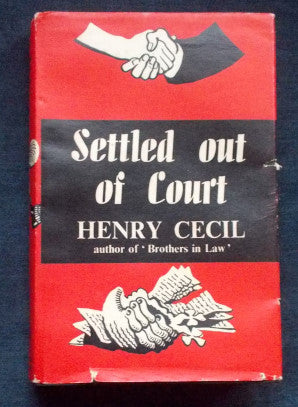 Settled out
of Court
HENRY CECIL
author of ‘Brothers in Law’